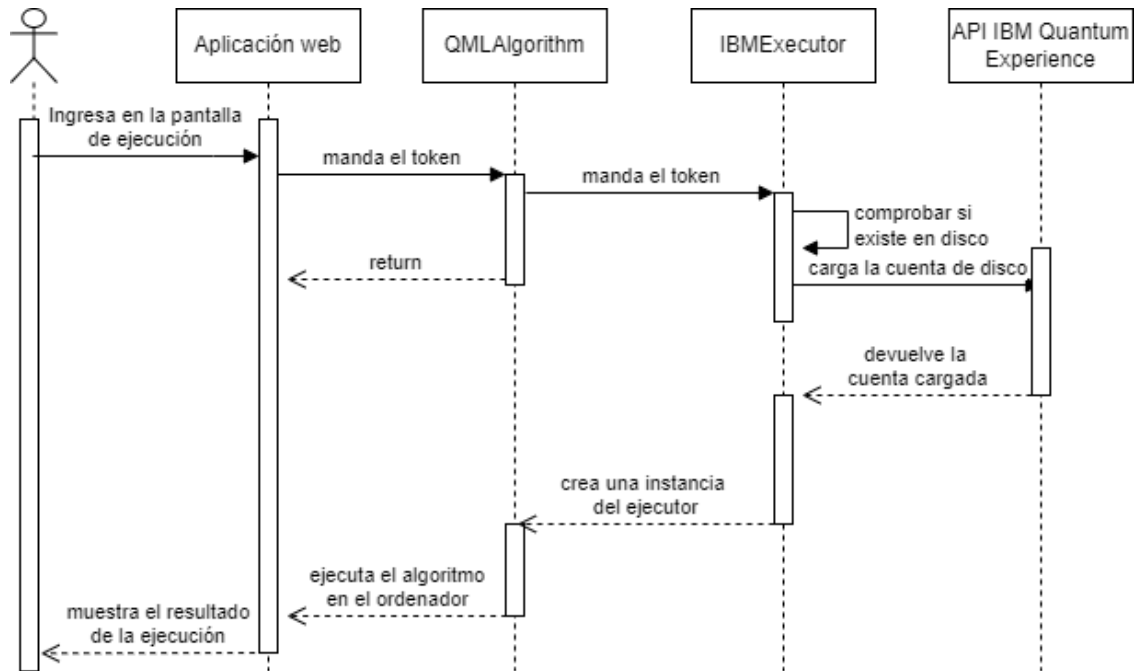 Aplicación web
QMLAlgorithm
IBMExecutor
API IBM Quantum
Experience
Ingresa en la pantalla
de ejecución
manda el token
manda el token
comprobar si
existe en disco
return
carga la cuenta de disco
devuelve la
cuenta cargada
crea una instancia
del ejecutor
ejecuta el algoritmo
en el ordenador
muestra el resultado
de la ejecución